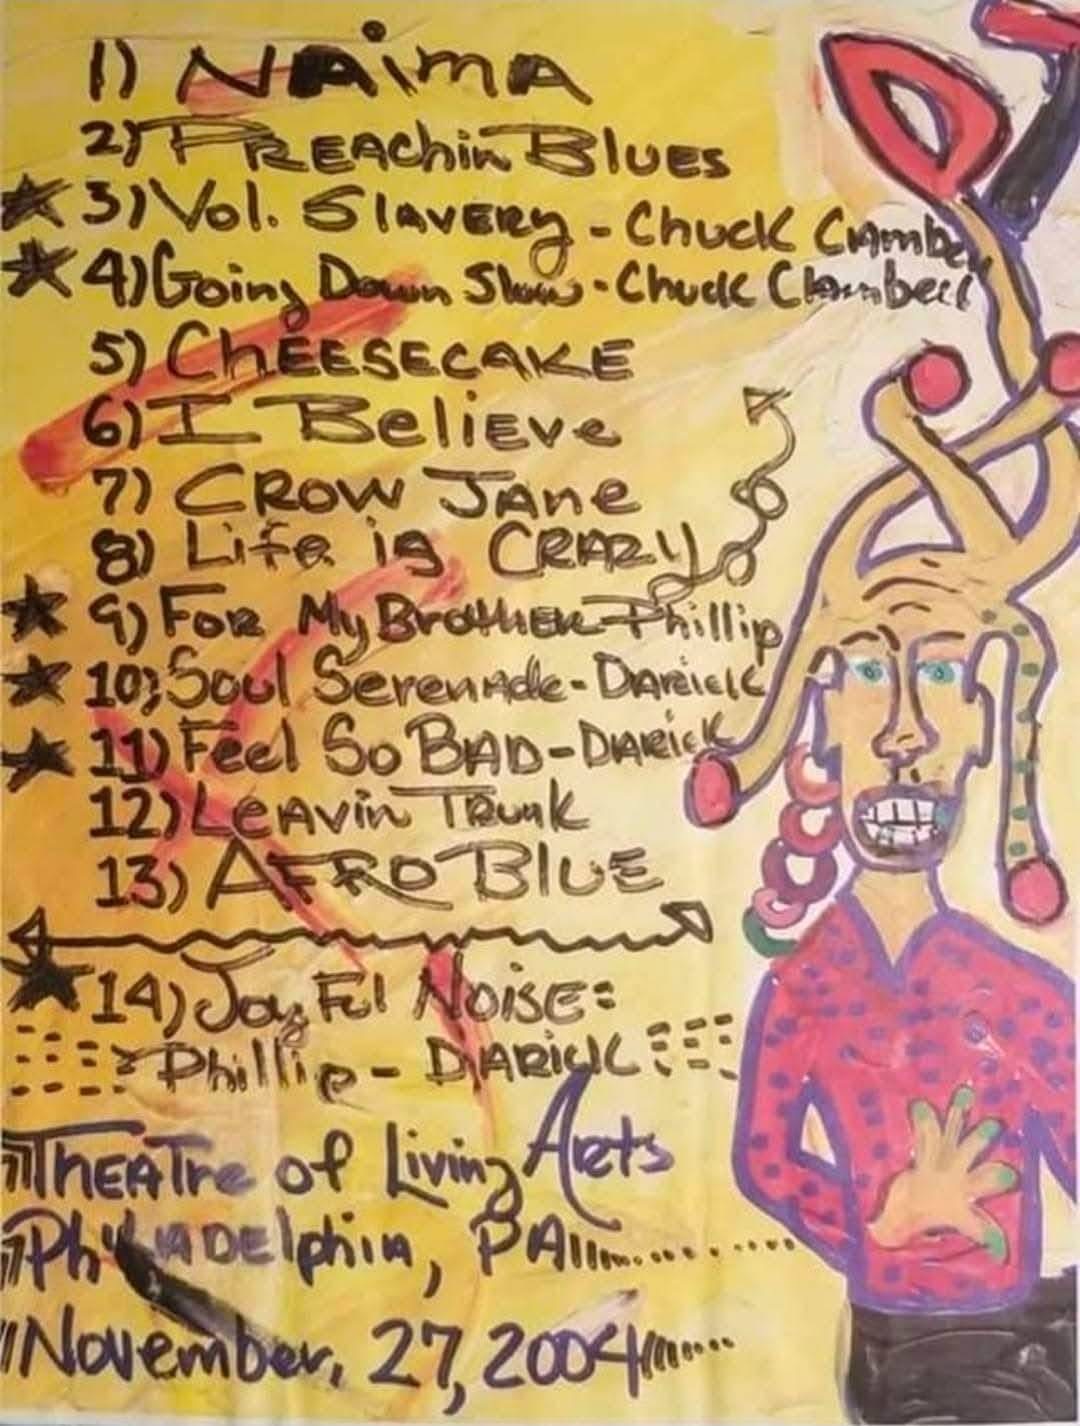 1) NAimA
2) PREAchin BLUES
★ 3) Vol. SLAVERY - Chuck CAmbe
★ 4) Going Down Slow - Chuck Clambell
5) ChEESECAKE
6) I BeliEve
7) CROW JAne
8) Life is CRAZY
★ 9) For My BrotHER Phillip
★ 10) Soul SerenAde - DARicK
★ 11) Feel So BAD - DARicK
12) LeAvin TRunk
13) AFRO BLUE
★ 14) Joy Ful NOiSE:
Phillip - DARicK
THEATre of Living Arts
PhilADElphiA, PA
November, 27, 2004